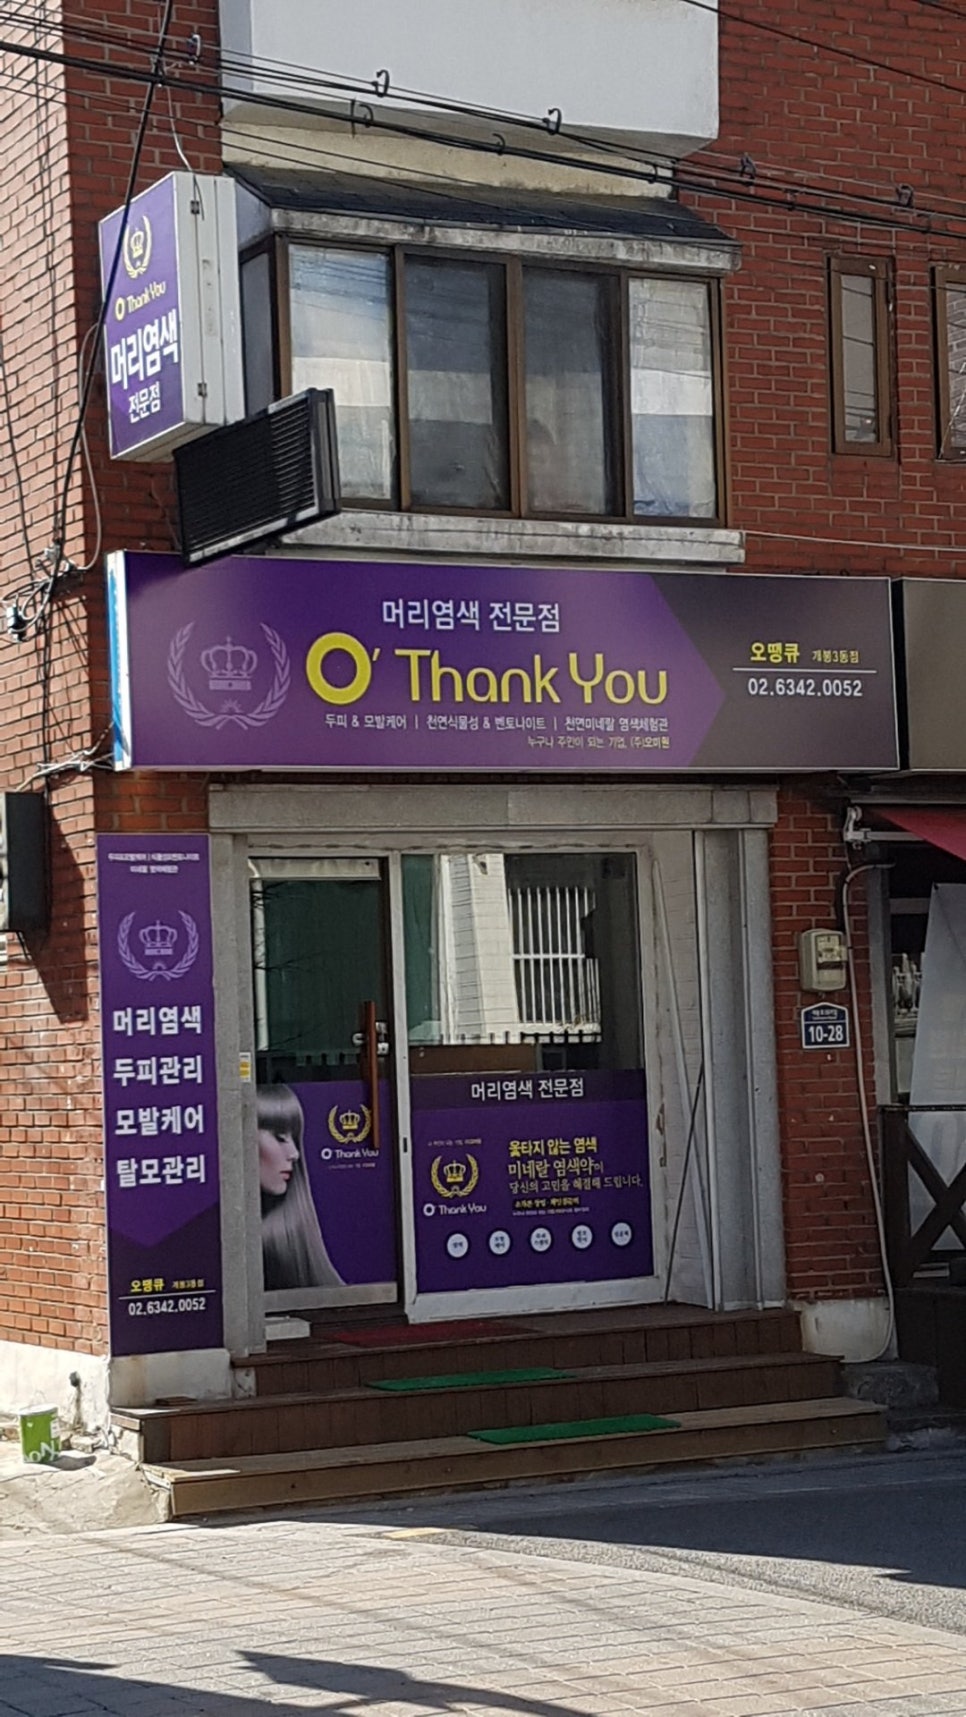 O Thank You
머리염색
전문점
머리염색 전문점
O' Thank You
두피 & 모발케어 | 천연식물성 & 벤토나이트 | 천연미네랄 염색체험관
누구나 주인이 되는 기업, (주)오미원
오땡큐 개봉3동점
02.6342.0052
머리염색
두피관리
모발케어
탈모관리
오땡큐 개봉3동점
02.6342.0052
O' Thank You
머리염색 전문점
옻타지 않는 염색
미네랄 염색약이
당신의 고민을 해결해 드립니다.
O Thank You
10-28